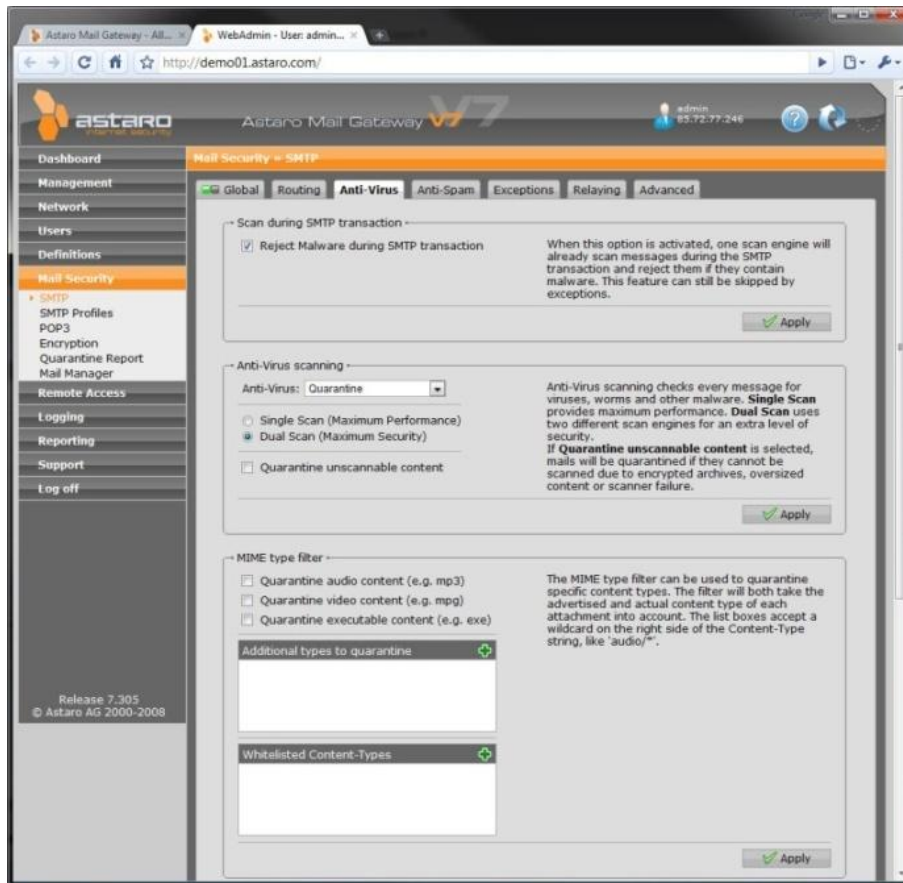 Astaro Mail Gateway - All...
WebAdmin - User: admin...
http://demo01.astaro.com/
astaro
internet security
Astaro Mail Gateway V7
admin
85.72.77.246
Dashboard
Management
Network
Users
Definitions
Mail Security
SMTP
SMTP Profiles
POP3
Encryption
Quarantine Report
Mail Manager
Remote Access
Logging
Reporting
Support
Log off
Release 7.305
© Astaro AG 2000-2008
Mail Security » SMTP
Global
Routing
Anti-Virus
Anti-Spam
Exceptions
Relaying
Advanced
Scan during SMTP transaction
Reject Malware during SMTP transaction
When this option is activated, one scan engine will
already scan messages during the SMTP
transaction and reject them if they contain
malware. This feature can still be skipped by
exceptions.
Apply
Anti-Virus scanning
Anti-Virus: Quarantine
Single Scan (Maximum Performance)
Dual Scan (Maximum Security)
Quarantine unscannable content
Anti-Virus scanning checks every message for
viruses, worms and other malware. Single Scan
provides maximum performance. Dual Scan uses
two different scan engines for an extra level of
security.
If Quarantine unscannable content is selected,
mails will be quarantined if they cannot be
scanned due to encrypted archives, oversized
content or scanner failure.
Apply
MIME type filter
Quarantine audio content (e.g. mp3)
Quarantine video content (e.g. mpg)
Quarantine executable content (e.g. exe)
Additional types to quarantine
Whitelisted Content-Types
The MIME type filter can be used to quarantine
specific content types. The filter will both take the
advertised and actual content type of each
attachment into account. The list boxes accept a
wildcard on the right side of the Content-Type
string, like 'audio/*'.
Apply